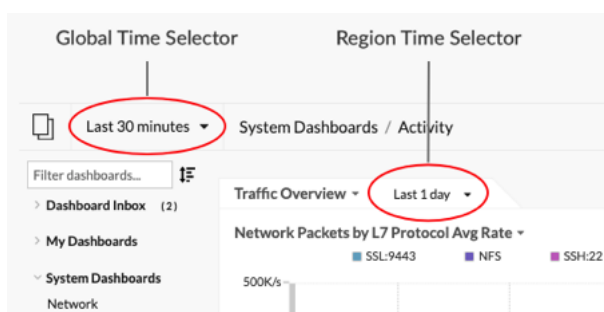 Global Time Selector
Region Time Selector
Last 30 minutes
System Dashboards / Activity
Filter dashboards...
Traffic Overview
Last 1 day
Dashboard Inbox (2)
Network Packets by L7 Protocol Avg Rate
My Dashboards
SSL:9443
NFS
SSH:22
System Dashboards
500K/s
Network